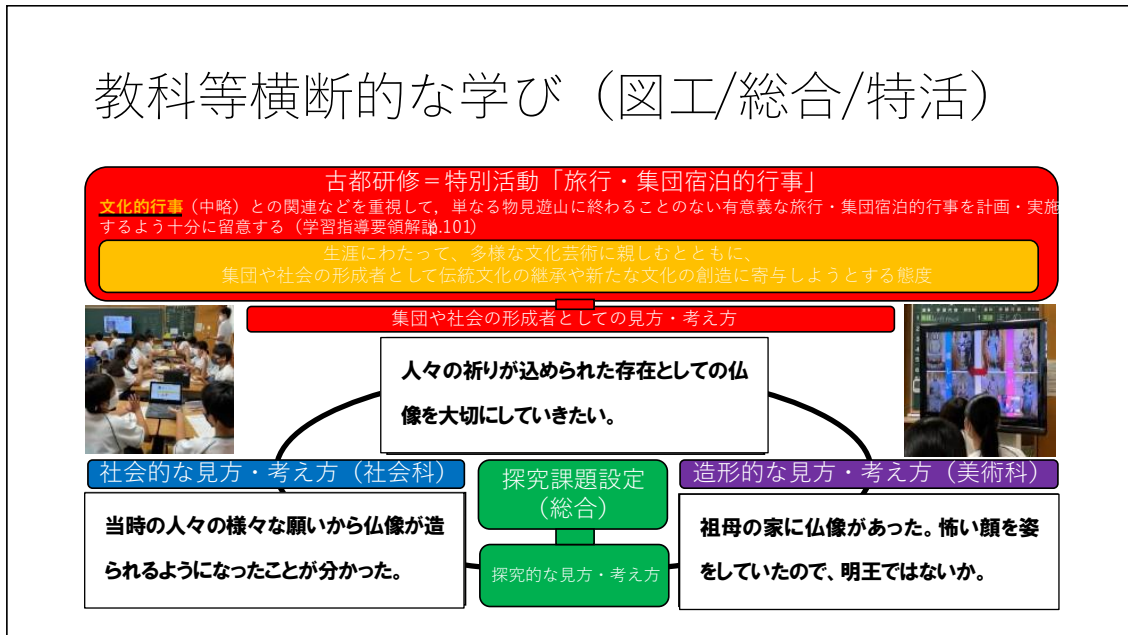 教科等横断的な学び（図工/総合/特活）
古都研修＝特別活動「旅行・集団宿泊的行事」
文化的行事（中略）との関連などを重視して，単なる物見遊山に終わることのない有意義な旅行・集団宿泊的行事を計画・実施
するよう十分に留意する（学習指導要領解説p.101）
生涯にわたって、多様な文化芸術に親しむとともに、
集団や社会の形成者として伝統文化の継承や新たな文化の創造に寄与しようとする態度
集団や社会の形成者としての見方・考え方
人々の祈りが込められた存在としての仏
像を大切にしていきたい。
社会的な見方・考え方（社会科）
探究課題設定
（総合）
造形的な見方・考え方（美術科）
当時の人々の様々な願いから仏像が造
られるようになったことが分かった。
探究的な見方・考え方
祖母の家に仏像があった。怖い顔を姿
をしていたので、明王ではないか。